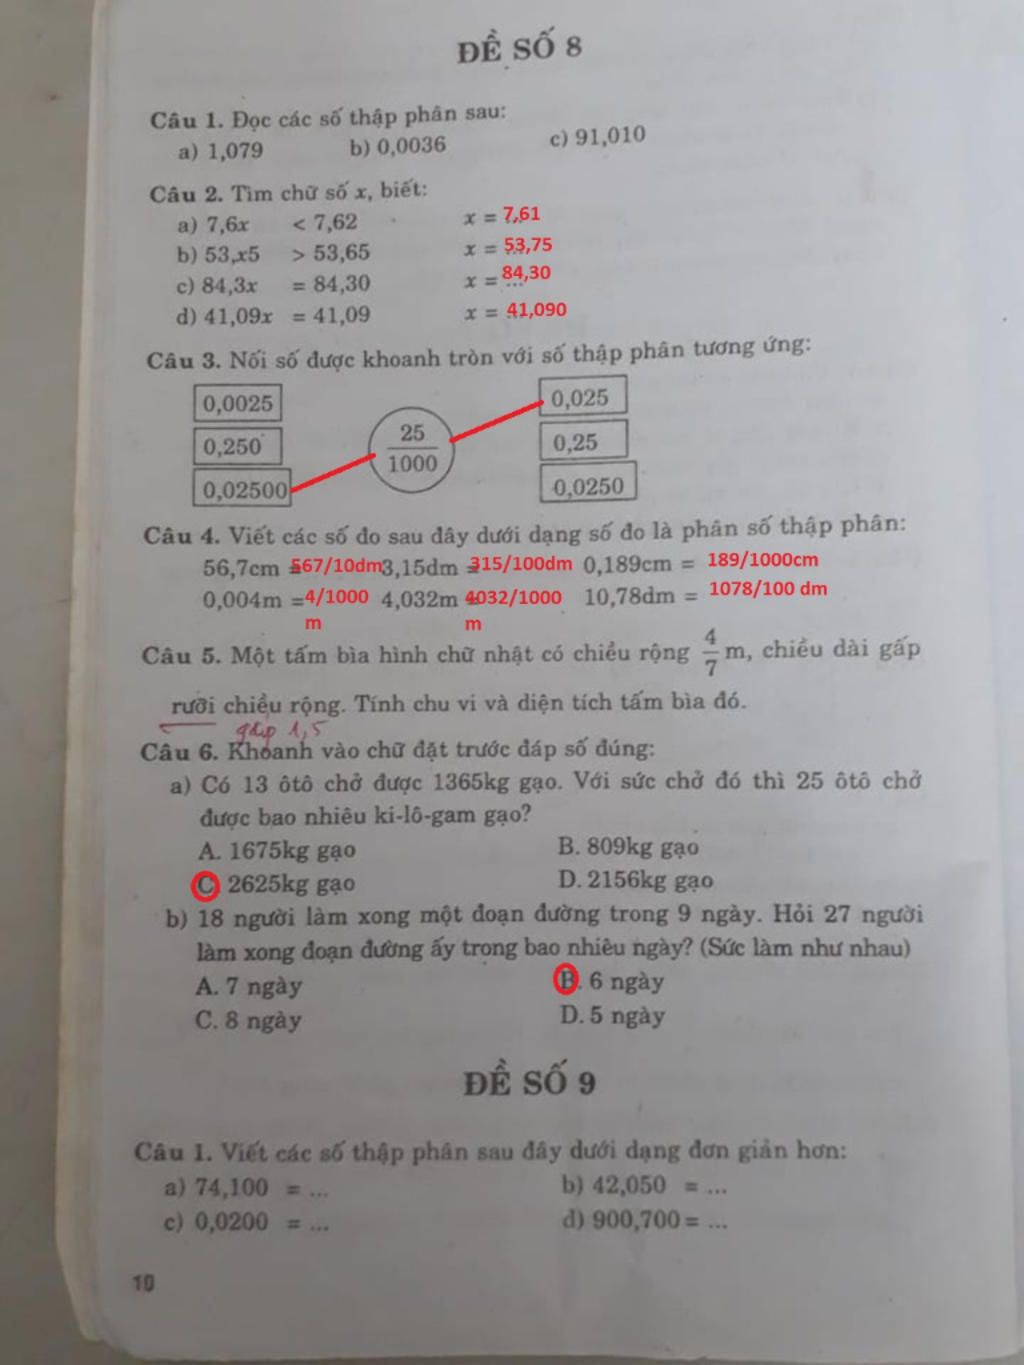 ĐỀ SỐ 8
Câu 1. Đọc các số thập phân sau:
a) 1,079 b) 0,0036 c) 91,010
Câu 2. Tìm chữ số x, biết:
a) 7,6x < 7,62 x = 7,61
b) 53,x5 > 53,65 x = 53,75
c) 84,3x = 84,30 x = 84,30
d) 41,09x = 41,09 x = 41,090
Câu 3. Nối số được khoanh tròn với số thập phân tương ứng:
0,0025 0,025
0,250 25/1000 0,25
0,02500 0,0250
Câu 4. Viết các số đo sau đây dưới dạng số đo là phân số thập phân:
56,7cm = 567/10dm 3,15dm = 315/100dm 0,189cm = 189/1000cm
0,004m = 4/1000 m 4,032m = 4032/1000 m 10,78dm = 1078/100 dm
Câu 5. Một tấm bìa hình chữ nhật có chiều rộng 4/7 m, chiều dài gấp
rưỡi chiều rộng. Tính chu vi và diện tích tấm bìa đó.
gấp 1,5
Câu 6. Khoanh vào chữ đặt trước đáp số đúng:
a) Có 13 ôtô chở được 1365kg gạo. Với sức chở đó thì 25 ôtô chở
được bao nhiêu ki-lô-gam gạo?
A. 1675kg gạo B. 809kg gạo
C. 2625kg gạo D. 2156kg gạo
b) 18 người làm xong một đoạn đường trong 9 ngày. Hỏi 27 người
làm xong đoạn đường ấy trong bao nhiêu ngày? (Sức làm như nhau)
A. 7 ngày B. 6 ngày
C. 8 ngày D. 5 ngày
ĐỀ SỐ 9
Câu 1. Viết các số thập phân sau đây dưới dạng đơn giản hơn:
a) 74,100 = ... b) 42,050 = ...
c) 0,0200 = ... d) 900,700 = ...
10